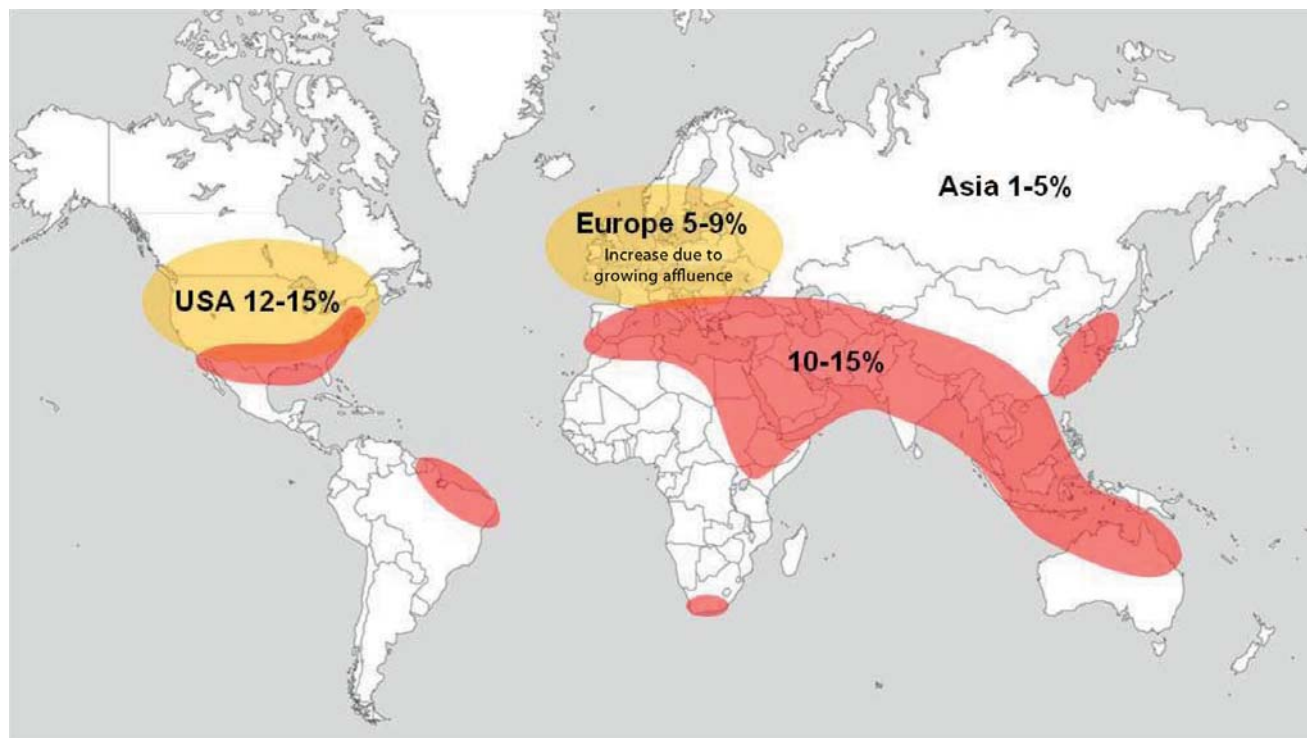 Asia 1-5%
Europe 5-9%
Increase due to
growing affluence
USA 12-15%
10-15%